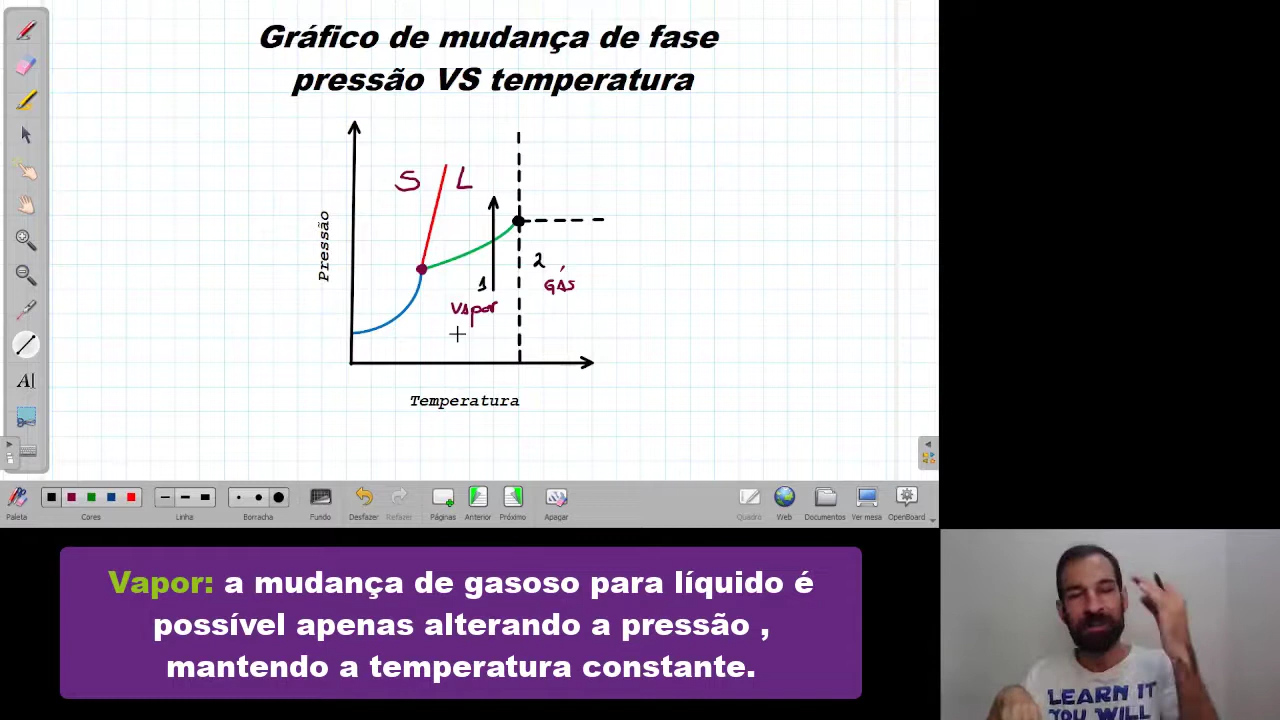 Gráfico de mudança de fase
pressão VS temperatura
S L
Pressão
2
1 GÁS
Vapor
Temperatura
A|
Paleta Cores Linha Borracha Fundo Desfazer Refazer Páginas Anterior Próximo Apagar Quadro Web Documentos Ver mesa OpenBoard
Vapor: a mudança de gasoso para líquido é
possível apenas alterando a pressão ,
mantendo a temperatura constante.
LEARN IT
YOU WILL